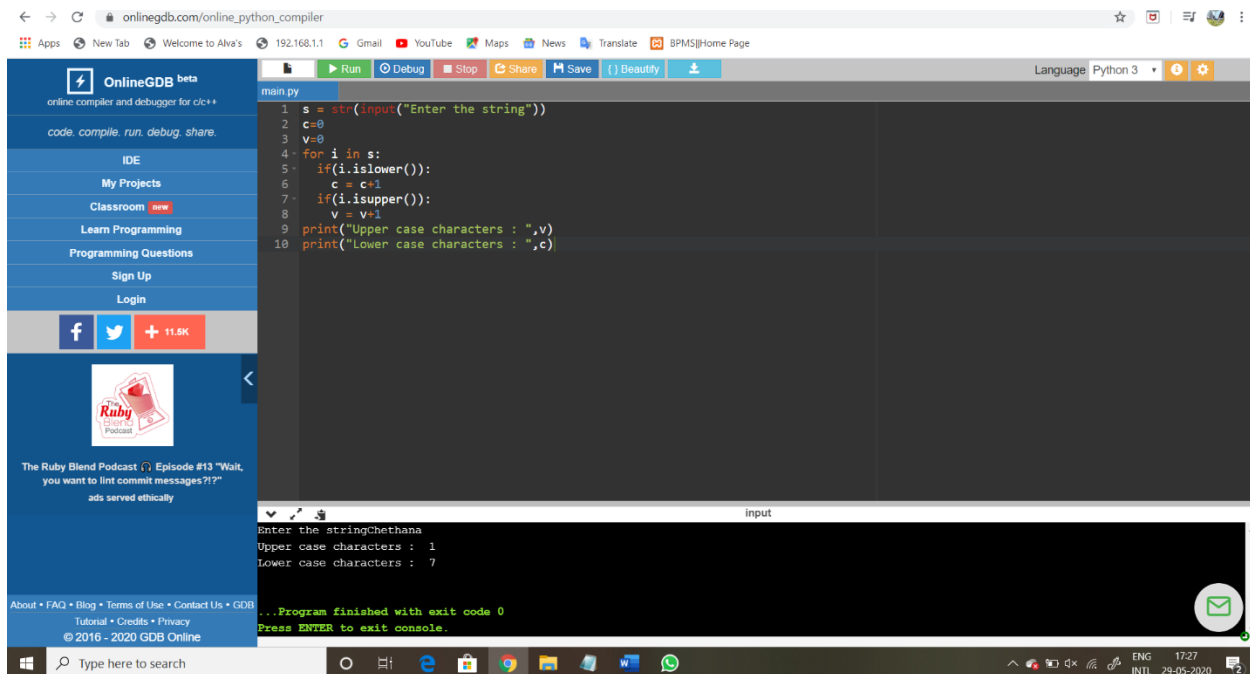 onlinegdb.com/online_python_compiler
Apps New Tab Welcome to Alva's 192.168.1.1 Gmail YouTube Maps News Translate BPMS||Home Page
OnlineGDB beta
online compiler and debugger for c/c++
code. compile. run. debug. share.
IDE
My Projects
Classroom new
Learn Programming
Programming Questions
Sign Up
Login
f + 11.5K
The Ruby Blend Podcast
The Ruby Blend Podcast 🎧 Episode #13 "Wait,
you want to lint commit messages?!?"
ads served ethically
About • FAQ • Blog • Terms of Use • Contact Us • GDB
Tutorial • Credits • Privacy
© 2016 - 2020 GDB Online
Run Debug Stop Share Save {} Beautify
Language Python 3
main.py
1 s = str(input("Enter the string"))
2 c=0
3 v=0
4 for i in s:
5   if(i.islower()):
6     c = c+1
7   if(i.isupper()):
8     v = v+1
9 print("Upper case characters : ",v)
10 print("Lower case characters : ",c)
input
Enter the stringChethana
Upper case characters :  1
Lower case characters :  7
...Program finished with exit code 0
Press ENTER to exit console.
Type here to search
ENG 17:27
INTL 29-05-2020
2